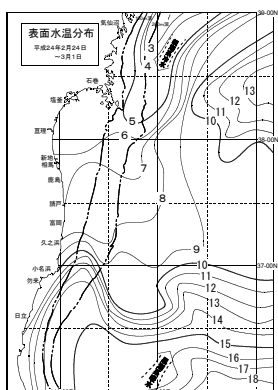 気仙沼
表面水温分布
平成24年2月24日
～3月1日
39-00N
3
4
石巻
塩釜
13
12
11
10
5
亘理
6
38-00N
新地
相馬
7
鹿島
請戸
8
富岡
久之浜
9
小名浜
10
37-00N
勿来
11
12
13
日立
14
15
16
17
18